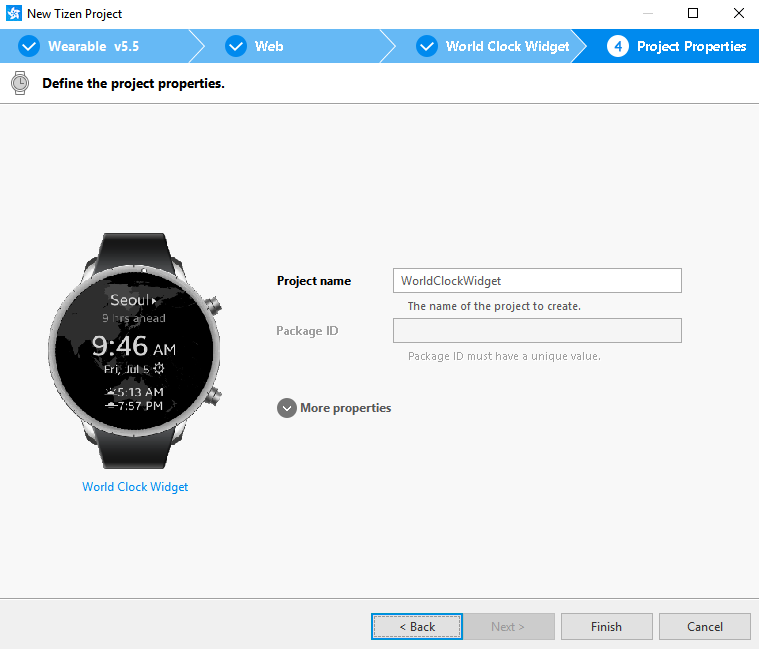 New Tizen Project
Wearable v5.5
Web
World Clock Widget
4 Project Properties
Define the project properties.
Seoul
9 hrs ahead
9:46 AM
Fri, Jul 5
5:13 AM
7:57 PM
World Clock Widget
Project name
WorldClockWidget
The name of the project to create.
Package ID
Package ID must have a unique value.
More properties
< Back
Next >
Finish
Cancel